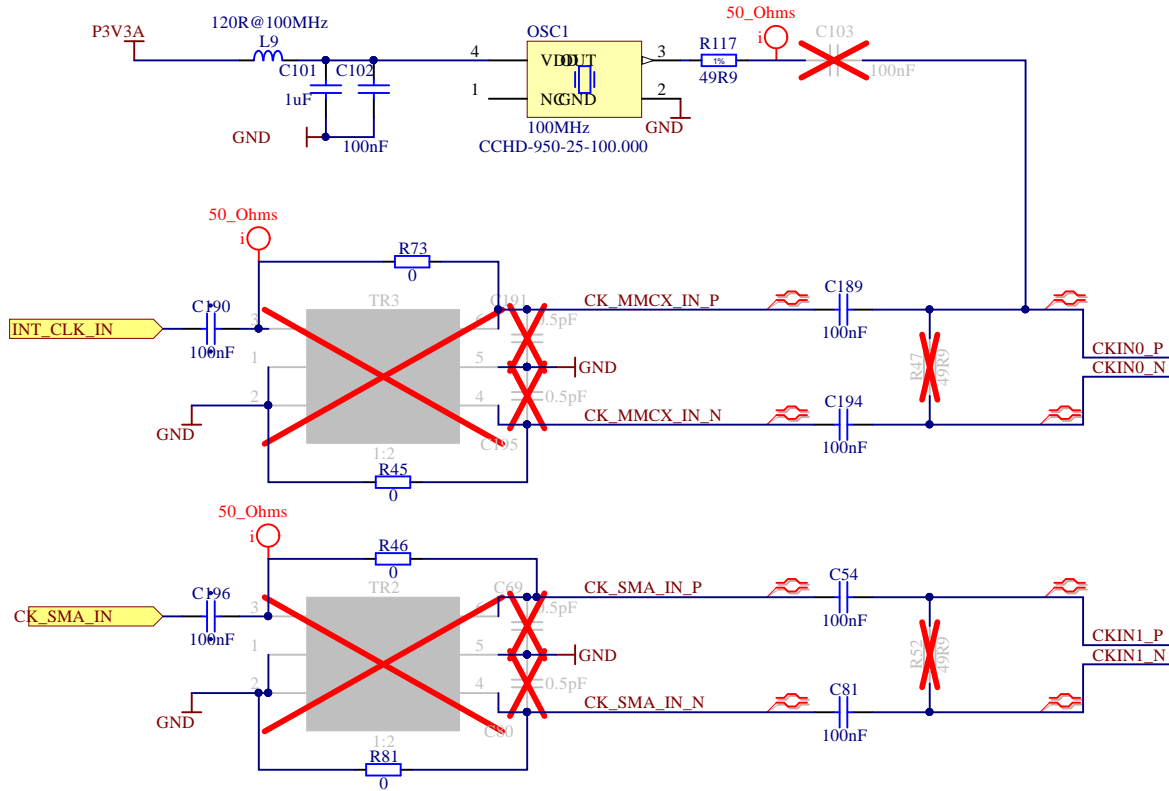 50_Ohms
i
120R@100MHz
P3V3A
L9
OSC1
R117
C103
C101
C102
4
VDD
OUT
3
1%
49R9
100nF
1uF
1
NC
GND
2
GND
100nF
100MHz
GND
CCHD-950-25-100.000
50_Ohms
i
R73
0
TR3
C191
C190
CK_MMCX_IN_P
C189
0.5pF
INT_CLK_IN
3
100nF
100nF
1
5
GND
R47
49R9
CKIN0_P
CKIN0_N
2
4
0.5pF
C194
CK_MMCX_IN_N
GND
1:2
C195
100nF
R45
0
50_Ohms
i
R46
0
TR2
C69
C196
CK_SMA_IN_P
C54
0.5pF
CK_SMA_IN
3
100nF
100nF
1
5
GND
R52
49R9
CKIN1_P
CKIN1_N
2
4
0.5pF
C81
CK_SMA_IN_N
GND
1:2
C80
100nF
R81
0